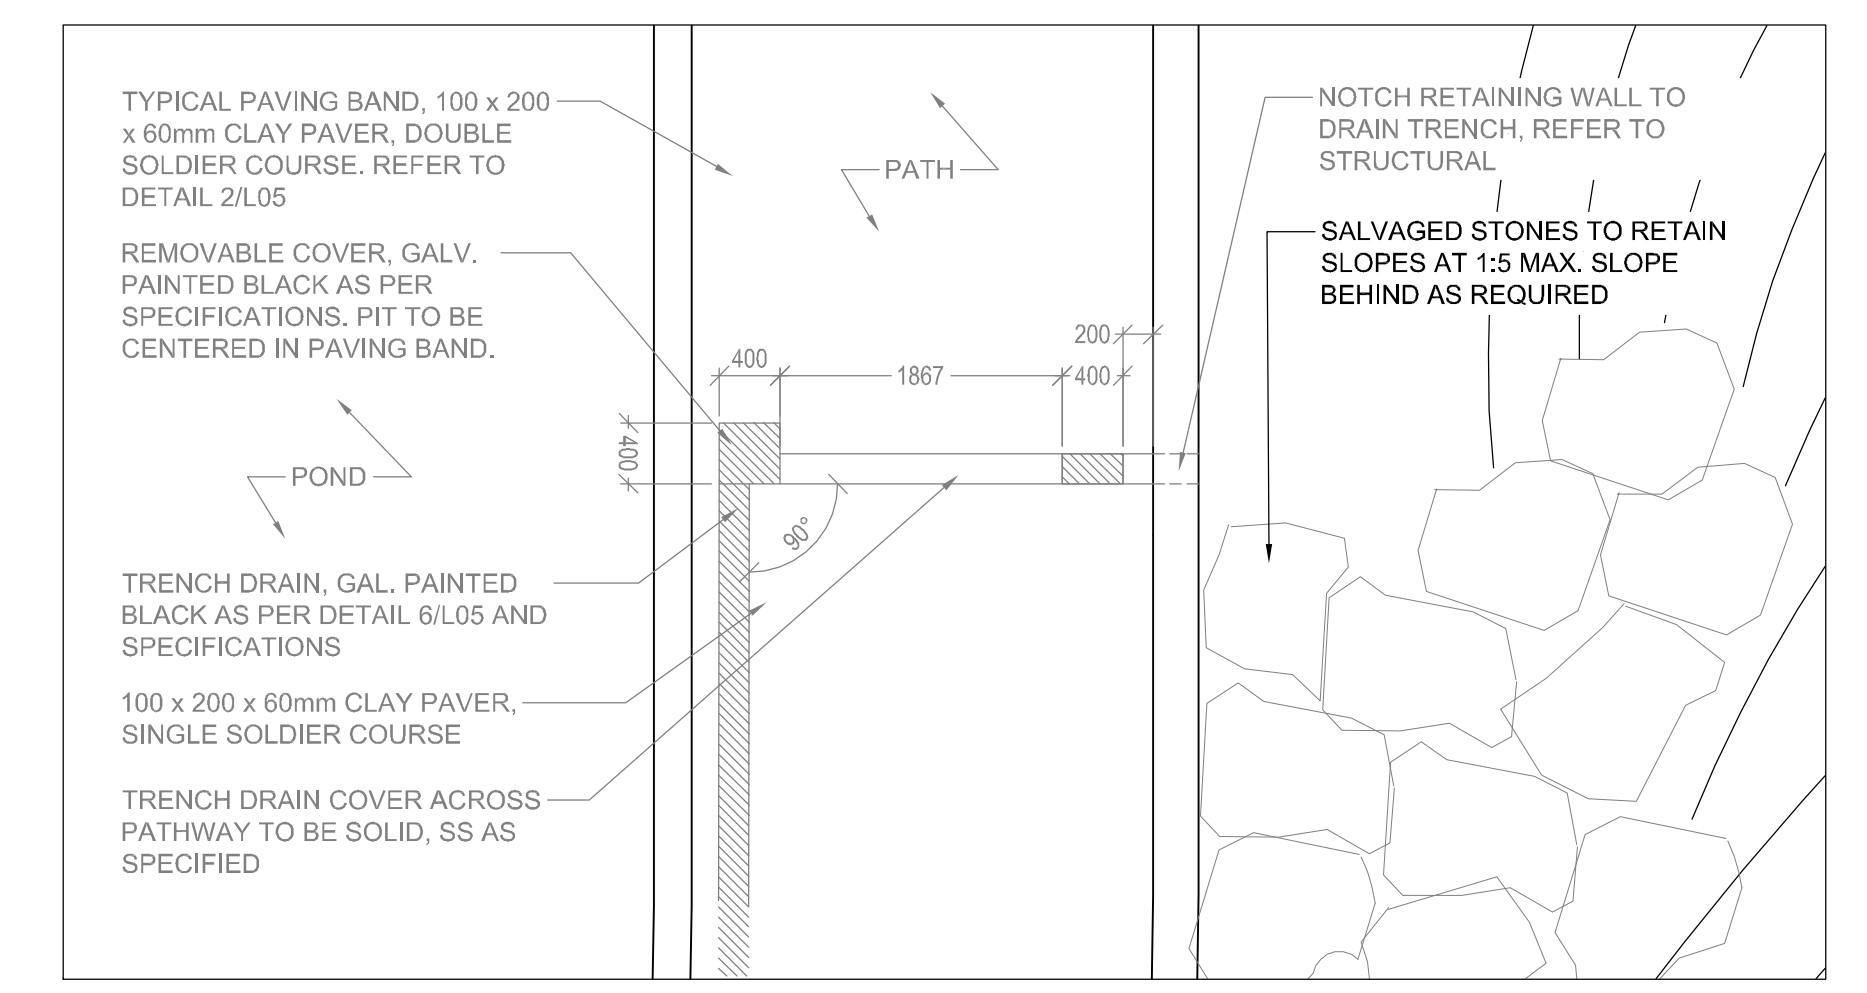 TYPICAL PAVING BAND, 100 x 200
x 60mm CLAY PAVER, DOUBLE
SOLDIER COURSE. REFER TO
DETAIL 2/L05
REMOVABLE COVER, GALV.
PAINTED BLACK AS PER
SPECIFICATIONS. PIT TO BE
CENTERED IN PAVING BAND.
POND
TRENCH DRAIN, GAL. PAINTED
BLACK AS PER DETAIL 6/L05 AND
SPECIFICATIONS
100 x 200 x 60mm CLAY PAVER,
SINGLE SOLDIER COURSE
TRENCH DRAIN COVER ACROSS
PATHWAY TO BE SOLID, SS AS
SPECIFIED
PATH
200
400
1867
400
400
90°
NOTCH RETAINING WALL TO
DRAIN TRENCH, REFER TO
STRUCTURAL
SALVAGED STONES TO RETAIN
SLOPES AT 1:5 MAX. SLOPE
BEHIND AS REQUIRED